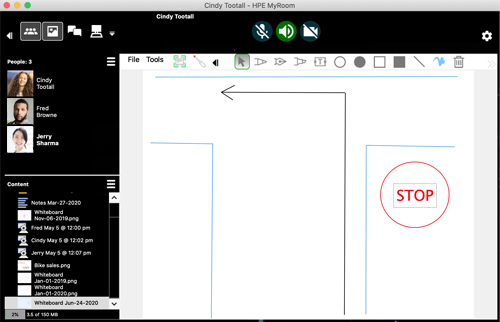 Cindy Tootall - HPE MyRoom
Cindy Tootall
File Tools
People: 3
Cindy
Tootall
Fred
Browne
Jerry
Sharma
STOP
Content
Notes Mar-27-2020
Whiteboard
Nov-06-2019.png
Fred May 5 @ 12:00 pm
Cindy May 5 @ 12:02 pm
Jerry May 5 @ 12:07 pm
Bike sales.png
Whiteboard
Jan-01-2019.png
Whiteboard
Jan-01-2020.png
Whiteboard Jun-24-2020
2% 3.5 of 150 MB